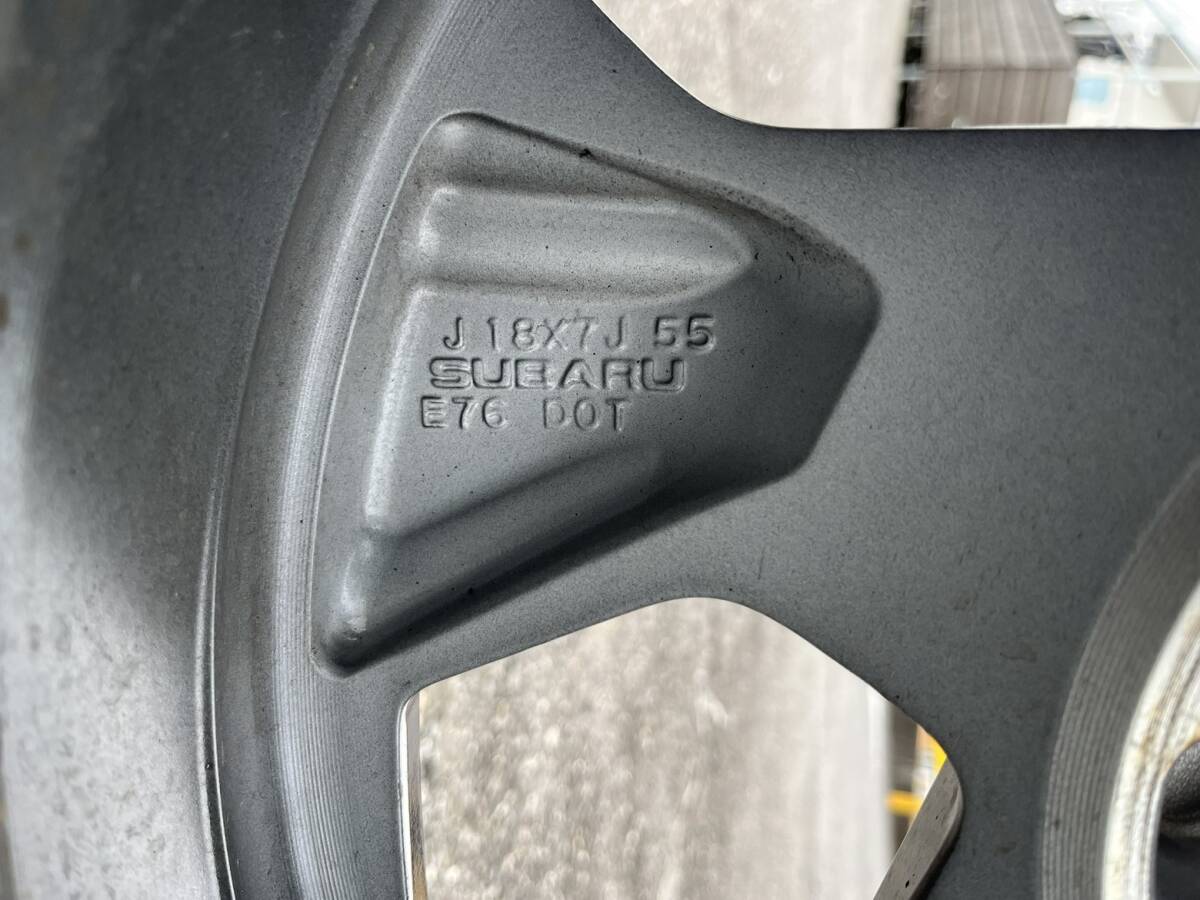 J 18X7J 55
SUBARU
E76 DOT